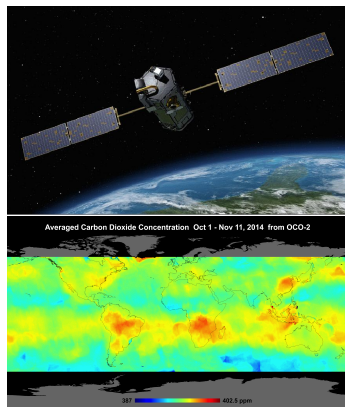 Averaged Carbon Dioxide Concentration Oct 1 - Nov 11, 2014 from OCO-2
387 402.5 ppm